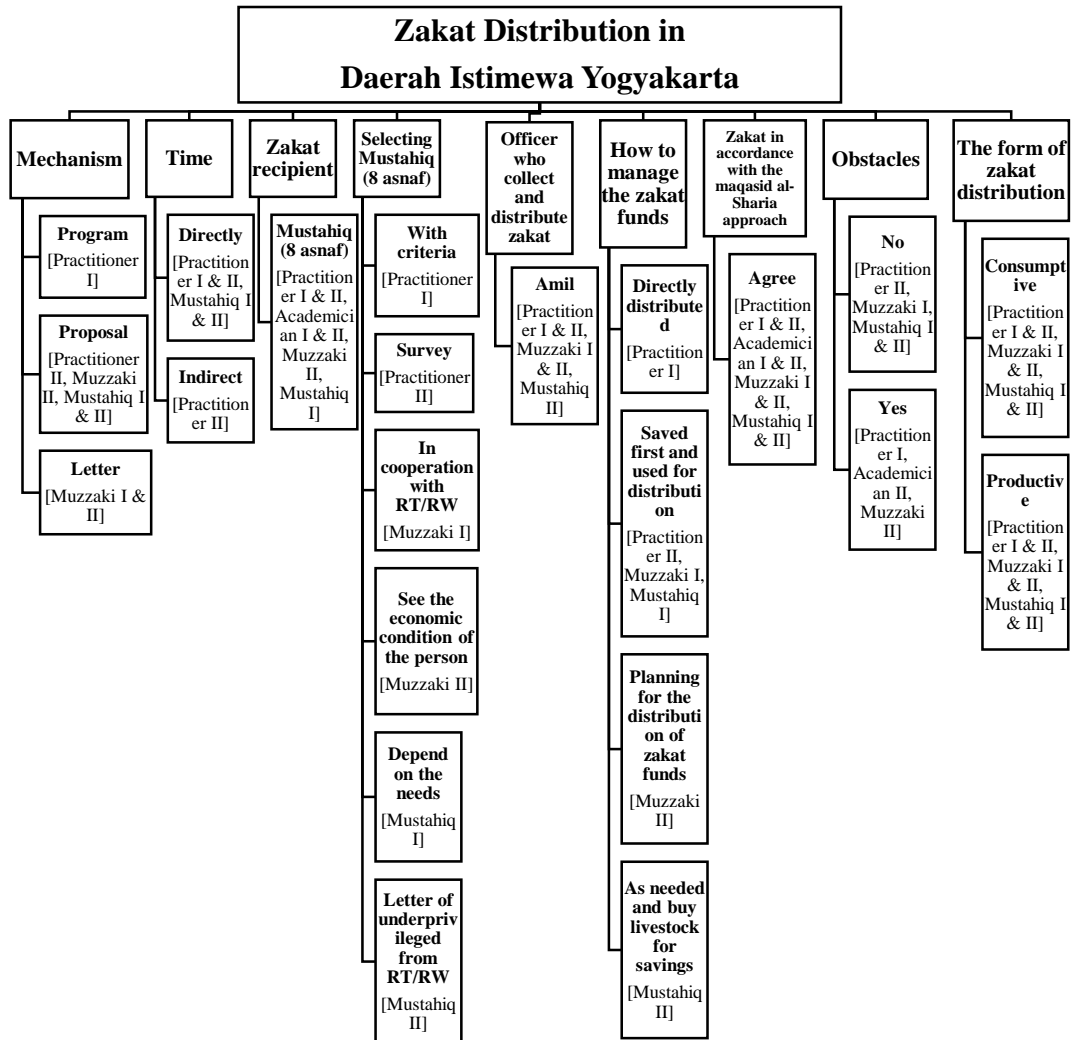 Zakat Distribution in
Daerah Istimewa Yogyakarta
Mechanism
Program
[Practitioner
I]
Proposal
[Practitioner
II, Muzzaki
II, Mustahiq I
& II]
Letter
[Muzzaki I &
II]
Time
Directly
[Practition
er I & II,
Mustahiq I
& II]
Indirect
[Practition
er II]
Zakat
recipient
Mustahiq
(8 asnaf)
[Practition
er I & II,
Academic
ian I & II,
Muzzaki
II,
Mustahiq
I]
Selecting
Mustahiq
(8 asnaf)
With
criteria
[Practitioner
I]
Survey
[Practitioner
II]
In
cooperation
with
RT/RW
[Muzzaki I]
See the
economic
condition of
the person
[Muzzaki II]
Depend
on the
needs
[Mustahiq
I]
Letter of
underpriv
ileged
from
RT/RW
[Mustahiq
II]
Officer
who
collect and
distribute
zakat
Amil
[Practition
er I & II,
Muzzaki I
& II,
Mustahiq
II]
How to
manage
the zakat
funds
Directly
distribute
d
[Practition
er I]
Saved
first and
used for
distributi
on
[Practition
er II,
Muzzaki I,
Mustahiq
I]
Planning
for the
distributi
on of
zakat
funds
[Muzzaki
II]
As needed
and buy
livestock
for
savings
[Mustahiq
II]
Zakat in
accordance
with the
maqasid al-
Sharia
approach
Agree
[Practition
er I & II,
Academici
an I & II,
Muzzaki I
& II,
Mustahiq I
& II]
Obstacles
No
[Practition
er II,
Muzzaki I,
Mustahiq I
& II]
Yes
[Practition
er I,
Academici
an II,
Muzzaki
II]
The form of
zakat
distribution
Consumpt
ive
[Practition
er I & II,
Muzzaki I
& II,
Mustahiq I
& II]
Productiv
e
[Practition
er I & II,
Muzzaki I
& II,
Mustahiq I
& II]